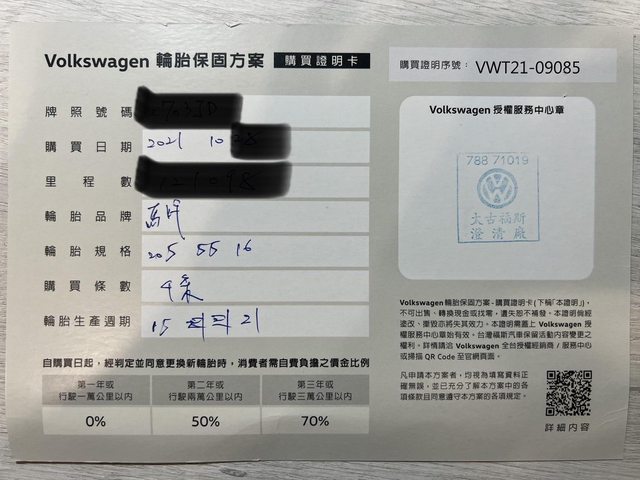 Volkswagen 輪胎保固方案 購買證明卡
購買證明序號： VWT21-09085
牌照號碼
購買日期 2021 10
里程數
輪胎品牌 馬牌
輪胎規格 205 55 16
購買條數 4條
輪胎生產週期 15 21
自購買日起，經判定並同意更換新輪胎時，消費者需自費負擔之價金比例
第一年或
行駛一萬公里以內
第二年或
行駛兩萬公里以內
第三年或
行駛三萬公里以內
0% 50% 70%
Volkswagen 授權服務中心章
788 71019
太古福斯
澄清廠
Volkswagen 輪胎保固方案 - 購買證明卡 (下稱「本證明」)，
不可出售、轉換現金或找零，遺失恕不補發。本證明倘經
塗改、撕毀亦將失其效力。本證明需蓋上 Volkswagen 授
權服務中心章始有效。台灣福斯汽車保留活動內容變更之
權利。詳情請洽 Volkswagen 全台授權經銷商 / 服務中心
或掃描 QR Code 至官網頁面。
凡申請本方案者，均視為填寫資料正
確無誤，並已充分了解本方案中的各
項條款且同意遵守本方案的各項規定。
詳細內容